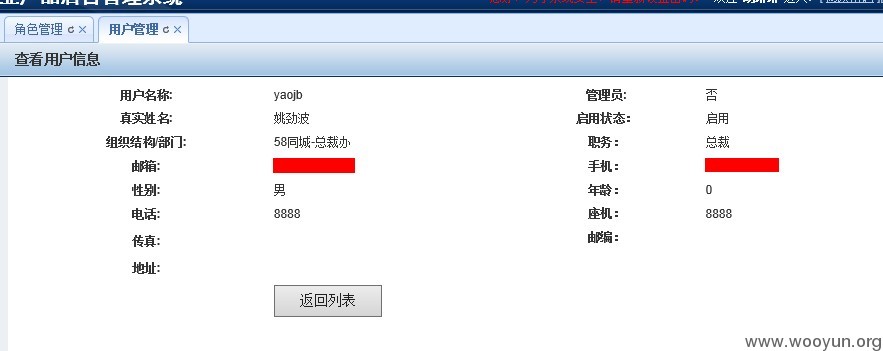 角色管理
用户管理
查看用户信息
用户名称: yaojb 管理员: 否
真实姓名: 姚劲波 启用状态: 启用
组织结构/部门: 58同城-总裁办 职务: 总裁
邮箱: 手机:
性别: 男 年龄: 0
电话: 8888 座机: 8888
传真: 邮编:
地址:
返回列表
www.wooyun.org